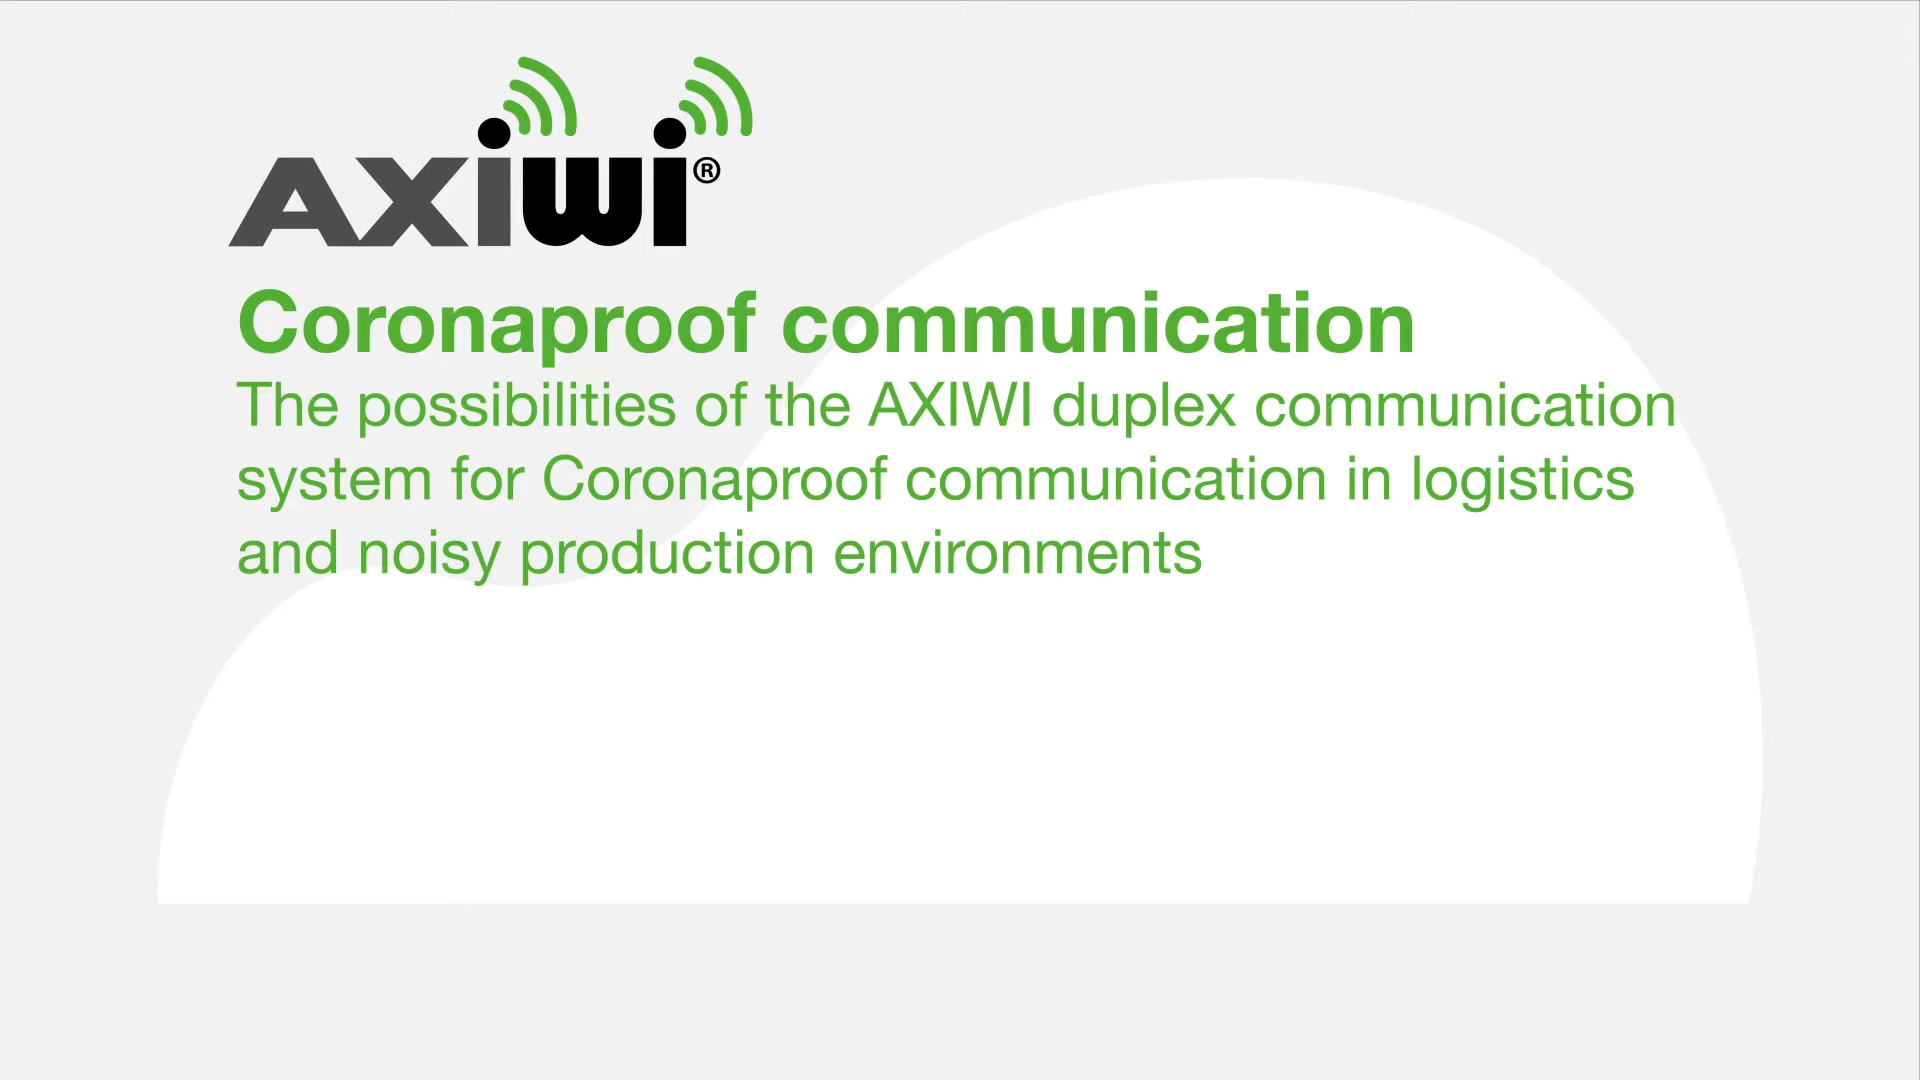 AXIWI®
Coronaproof communication
The possibilities of the AXIWI duplex communication
system for Coronaproof communication in logistics
and noisy production environments